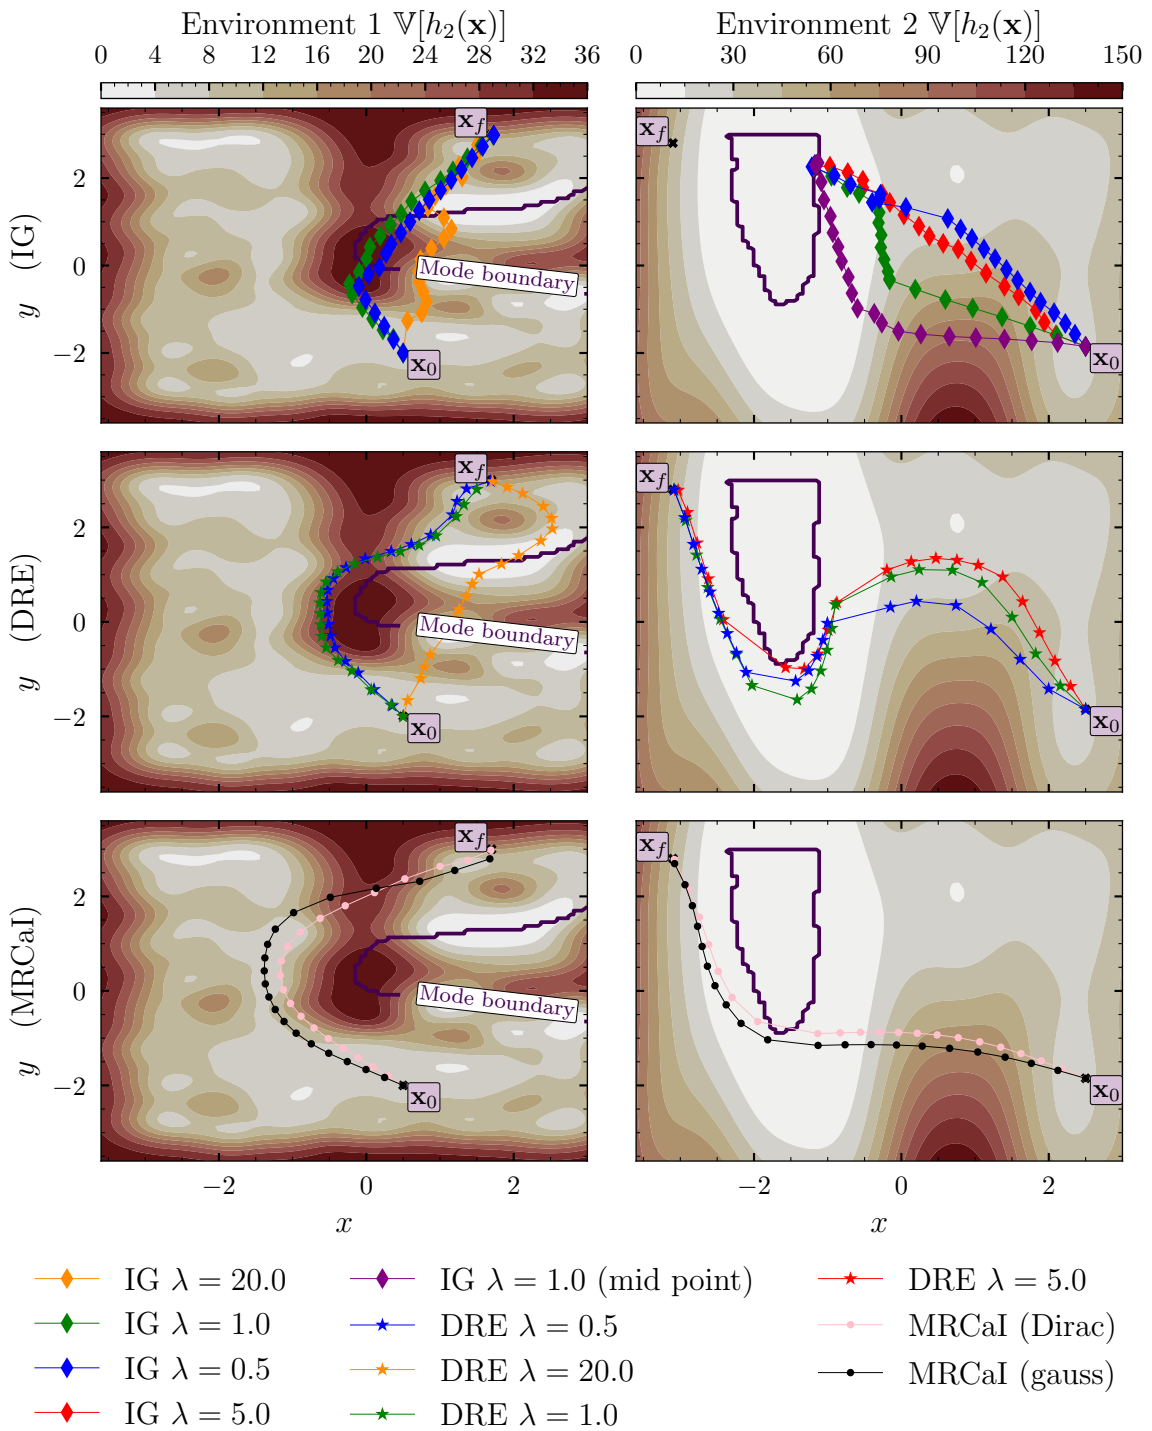 Environment 1 𝕍[h₂(𝐱)]
Environment 2 𝕍[h₂(𝐱)]
0 4 8 12 16 20 24 28 32 36
0 30 60 90 120 150
𝐱_f
𝐱_f
2
0
−2
y (IG)
Mode boundary
𝐱₀
𝐱₀
𝐱_f
𝐱_f
2
0
−2
y (DRE)
Mode boundary
𝐱₀
𝐱₀
𝐱_f
𝐱_f
2
0
−2
y (MRCaI)
Mode boundary
𝐱₀
𝐱₀
−2 0 2
−2 0 2
x
x
IG λ = 20.0
IG λ = 1.0
IG λ = 0.5
IG λ = 5.0
IG λ = 1.0 (mid point)
DRE λ = 0.5
DRE λ = 20.0
DRE λ = 1.0
DRE λ = 5.0
MRCaI (Dirac)
MRCaI (gauss)